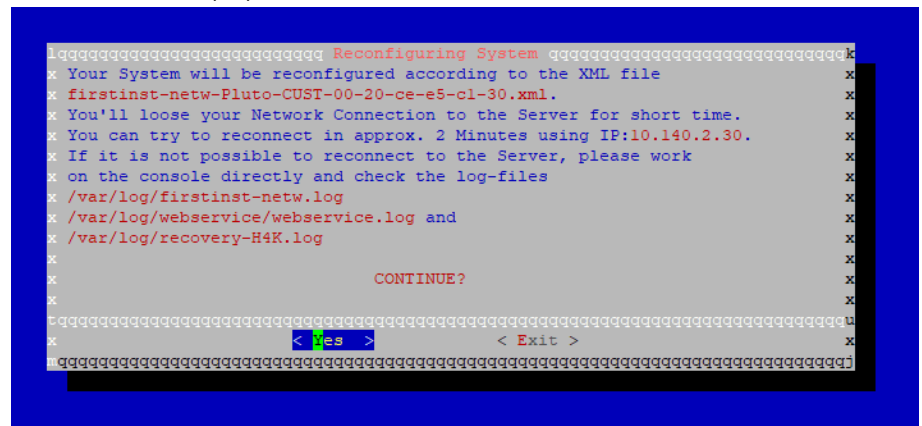 lqqqqqqqqqqqqqqqqqqqqqqqqqq Reconfiguring System qqqqqqqqqqqqqqqqqqqqqqqqqqqqk
x Your System will be reconfigured according to the XML file x
x firstinst-netw-Pluto-CUST-00-20-ce-e5-c1-30.xml. x
x You'll loose your Network Connection to the Server for short time. x
x You can try to reconnect in approx. 2 Minutes using IP:10.140.2.30. x
x If it is not possible to reconnect to the Server, please work x
x on the console directly and check the log-files x
x /var/log/firstinst-netw.log x
x /var/log/webservice/webservice.log and x
x /var/log/recovery-H4K.log x
x x
x CONTINUE? x
x x
tqqqqqqqqqqqqqqqqqqqqqqqqqqqqqqqqqqqqqqqqqqqqqqqqqqqqqqqqqqqqqqqqqqqqqqqqqqqqu
x < Yes > < Exit > x
mqqqqqqqqqqqqqqqqqqqqqqqqqqqqqqqqqqqqqqqqqqqqqqqqqqqqqqqqqqqqqqqqqqqqqqqqqqqqj